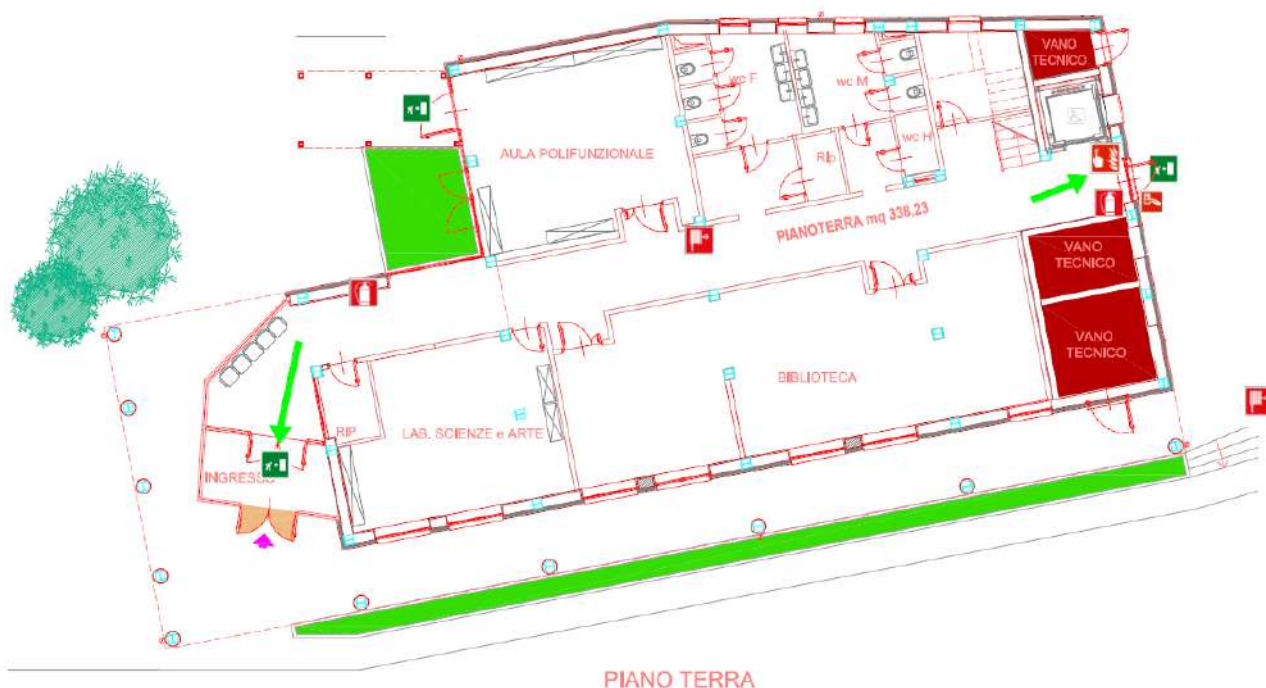 VANO
TECNICO
wc F
wc M
AULA POLIFUNZIONALE
RIp
wc H
PIANOTERRA mq 338,23
VANO
TECNICO
VANO
TECNICO
BIBLIOTECA
RIP
LAB. SCIENZE e ARTE
INGRESSO
PIANO TERRA